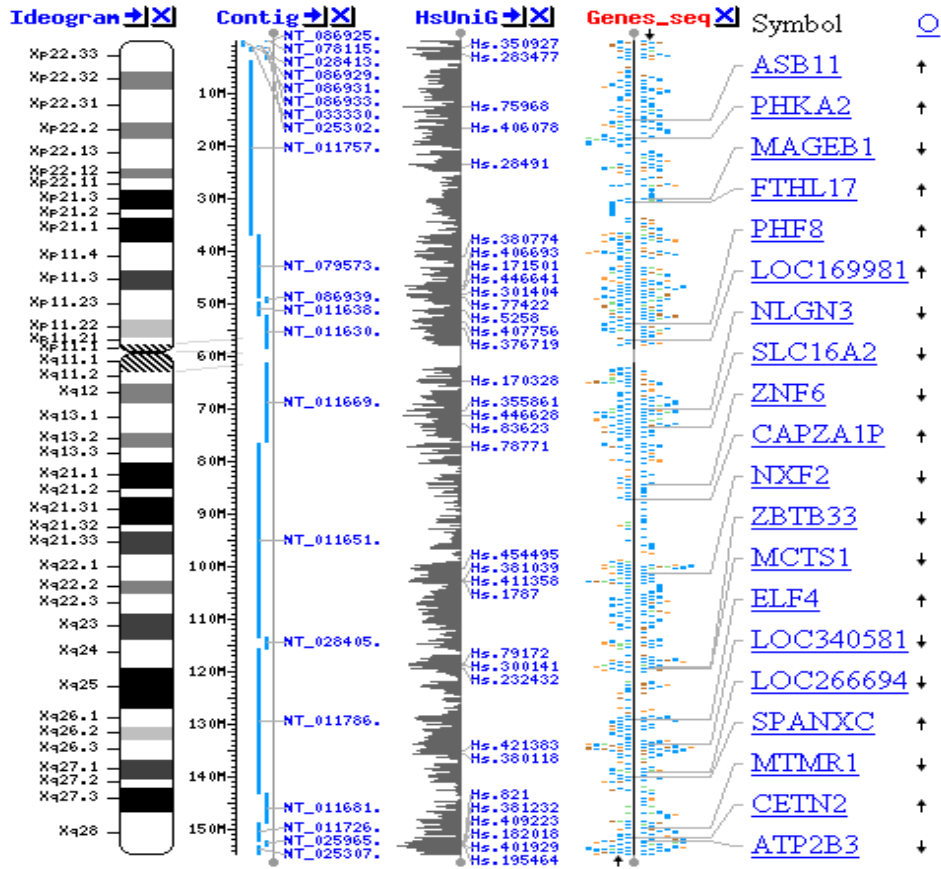 Ideogram Contig HsUniG Genes_seq Symbol O
Xp22.33
Xp22.32
Xp22.31
Xp22.2
Xp22.13
Xp22.12
Xp22.11
Xp21.3
Xp21.2
Xp21.1
Xp11.4
Xp11.3
Xp11.23
Xp11.22
Xp11.21
Xp11.1
Xq11.1
Xq11.2
Xq12
Xq13.1
Xq13.2
Xq13.3
Xq21.1
Xq21.2
Xq21.31
Xq21.32
Xq21.33
Xq22.1
Xq22.2
Xq22.3
Xq23
Xq24
Xq25
Xq26.1
Xq26.2
Xq26.3
Xq27.1
Xq27.2
Xq27.3
Xq28
10M
20M
30M
40M
50M
60M
70M
80M
90M
100M
110M
120M
130M
140M
150M
NT_086925.
NT_078115.
NT_028413.
NT_086929.
NT_086931.
NT_086933.
NT_033330.
NT_025302.
NT_011757.
NT_079573.
NT_086939.
NT_011638.
NT_011630.
NT_011669.
NT_011651.
NT_028405.
NT_011786.
NT_011681.
NT_011726.
NT_025965.
NT_025307.
Hs.350927
Hs.283477
Hs.75968
Hs.406078
Hs.28491
Hs.380774
Hs.406693
Hs.171501
Hs.446641
Hs.301404
Hs.77422
Hs.5258
Hs.407756
Hs.376719
Hs.170328
Hs.355861
Hs.446628
Hs.83623
Hs.78771
Hs.454495
Hs.381039
Hs.411358
Hs.1787
Hs.79172
Hs.300141
Hs.232432
Hs.421383
Hs.380118
Hs.821
Hs.381232
Hs.409223
Hs.182018
Hs.401929
Hs.195464
ASB11
PHKA2
MAGEB1
FTHL17
PHF8
LOC169981
NLGN3
SLC16A2
ZNF6
CAPZA1P
NXF2
ZBTB33
MCTS1
ELF4
LOC340581
LOC266694
SPANXC
MTMR1
CETN2
ATP2B3